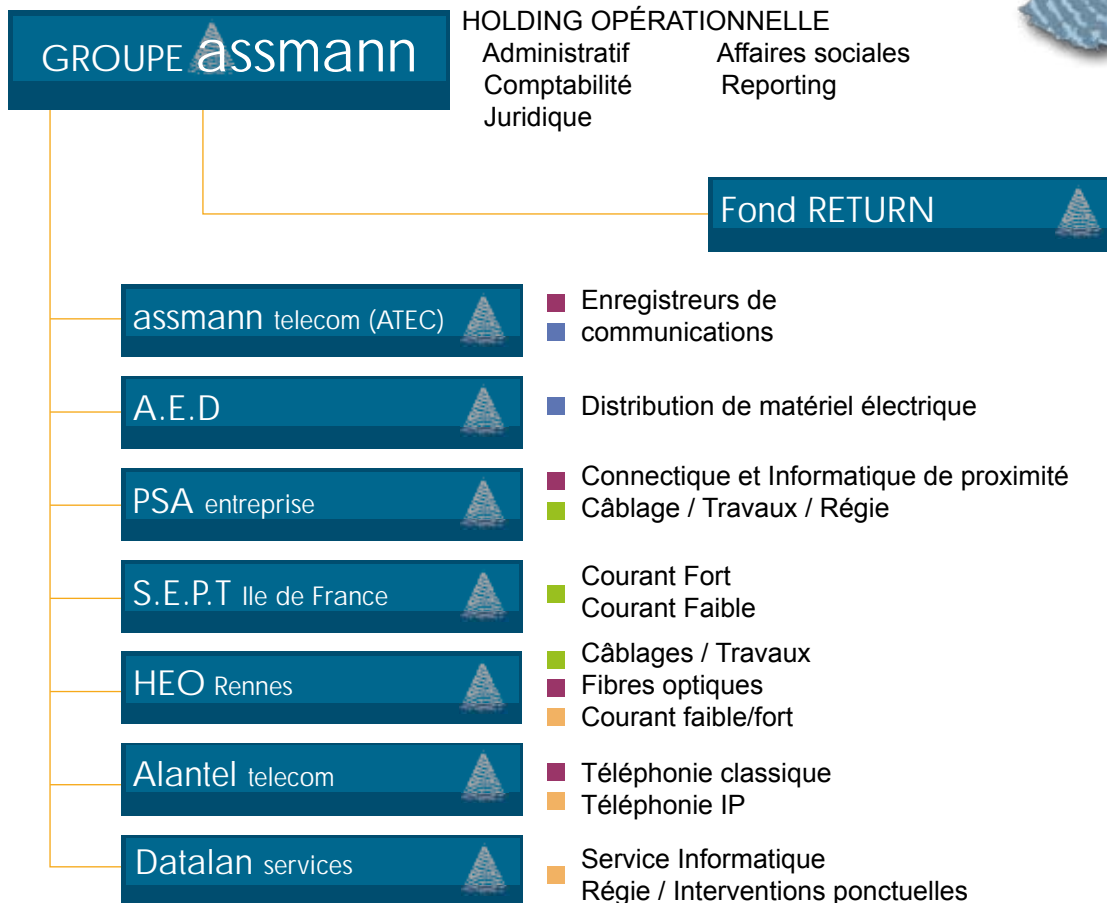 GROUPE assmann
HOLDING OPÉRATIONNELLE
Administratif Affaires sociales
Comptabilité Reporting
Juridique
Fond RETURN
assmann telecom (ATEC)
Enregistreurs de
communications
A.E.D
Distribution de matériel électrique
PSA entreprise
Connectique et Informatique de proximité
Câblage / Travaux / Régie
S.E.P.T Ile de France
Courant Fort
Courant Faible
HEO Rennes
Câblages / Travaux
Fibres optiques
Courant faible/fort
Alantel telecom
Téléphonie classique
Téléphonie IP
Datalan services
Service Informatique
Régie / Interventions ponctuelles